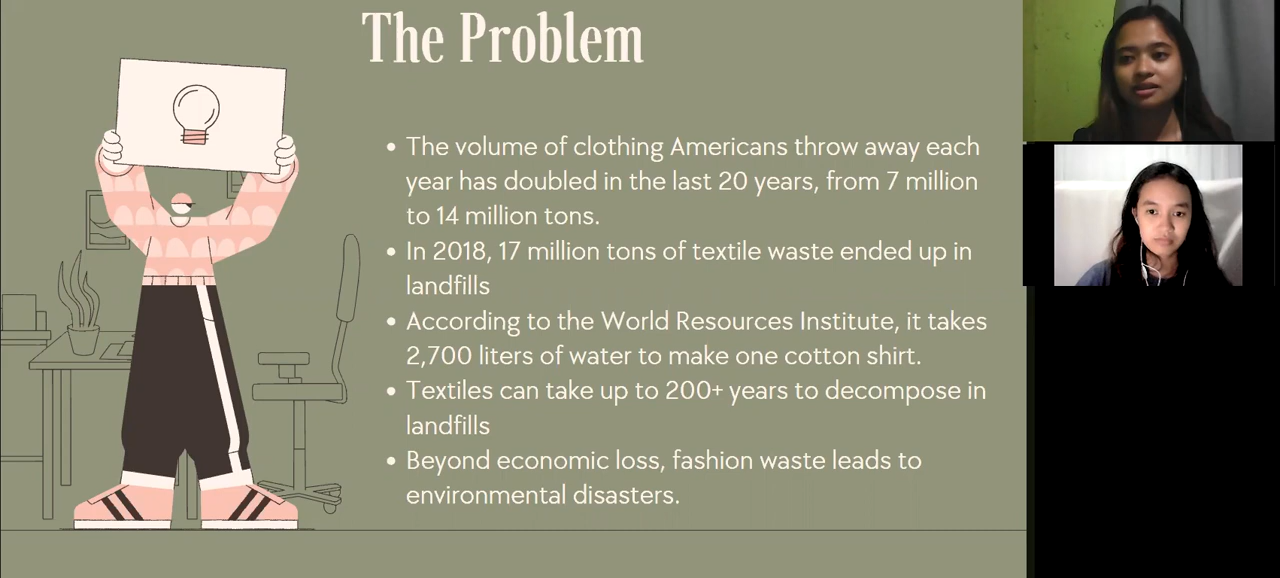 The Problem
• The volume of clothing Americans throw away each
year has doubled in the last 20 years, from 7 million
to 14 million tons.
• In 2018, 17 million tons of textile waste ended up in
landfills
• According to the World Resources Institute, it takes
2,700 liters of water to make one cotton shirt.
• Textiles can take up to 200+ years to decompose in
landfills
• Beyond economic loss, fashion waste leads to
environmental disasters.